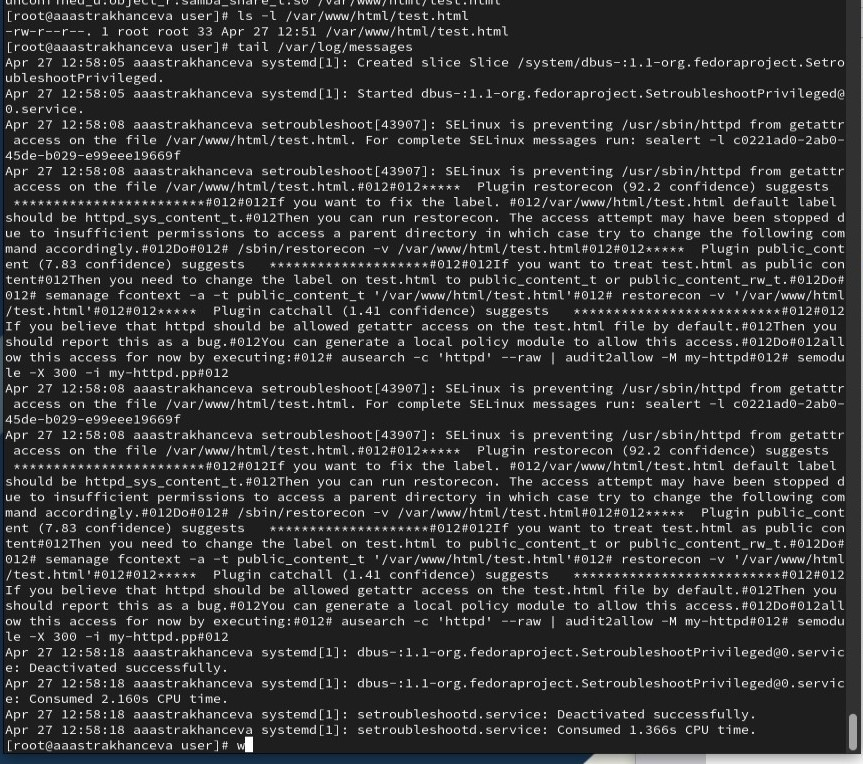 unconfined_u:object_r:samba_share_t:s0 /var/www/html/test.html
[root@aaastrakhanceva user]# ls -l /var/www/html/test.html
-rw-r--r--. 1 root root 33 Apr 27 12:51 /var/www/html/test.html
[root@aaastrakhanceva user]# tail /var/log/messages
Apr 27 12:58:05 aaastrakhanceva systemd[1]: Created slice Slice /system/dbus-:1.1-org.fedoraproject.Setro
ubleshootPrivileged.
Apr 27 12:58:05 aaastrakhanceva systemd[1]: Started dbus-:1.1-org.fedoraproject.SetroubleshootPrivileged@
0.service.
Apr 27 12:58:08 aaastrakhanceva setroubleshoot[43907]: SELinux is preventing /usr/sbin/httpd from getattr
 access on the file /var/www/html/test.html. For complete SELinux messages run: sealert -l c0221ad0-2ab0-
45de-b029-e99eee19669f
Apr 27 12:58:08 aaastrakhanceva setroubleshoot[43907]: SELinux is preventing /usr/sbin/httpd from getattr
 access on the file /var/www/html/test.html.#012#012*****  Plugin restorecon (92.2 confidence) suggests  
 ************************#012#012If you want to fix the label. #012/var/www/html/test.html default label 
should be httpd_sys_content_t.#012Then you can run restorecon. The access attempt may have been stopped d
ue to insufficient permissions to access a parent directory in which case try to change the following com
mand accordingly.#012Do#012# /sbin/restorecon -v /var/www/html/test.html#012#012*****  Plugin public_cont
ent (7.83 confidence) suggests   ********************#012#012If you want to treat test.html as public con
tent#012Then you need to change the label on test.html to public_content_t or public_content_rw_t.#012Do#
012# semanage fcontext -a -t public_content_t '/var/www/html/test.html'#012# restorecon -v '/var/www/html
/test.html'#012#012*****  Plugin catchall (1.41 confidence) suggests   **************************#012#012
If you believe that httpd should be allowed getattr access on the test.html file by default.#012Then you 
should report this as a bug.#012You can generate a local policy module to allow this access.#012Do#012all
ow this access for now by executing:#012# ausearch -c 'httpd' --raw | audit2allow -M my-httpd#012# semodu
le -X 300 -i my-httpd.pp#012
Apr 27 12:58:08 aaastrakhanceva setroubleshoot[43907]: SELinux is preventing /usr/sbin/httpd from getattr
 access on the file /var/www/html/test.html. For complete SELinux messages run: sealert -l c0221ad0-2ab0-
45de-b029-e99eee19669f
Apr 27 12:58:08 aaastrakhanceva setroubleshoot[43907]: SELinux is preventing /usr/sbin/httpd from getattr
 access on the file /var/www/html/test.html.#012#012*****  Plugin restorecon (92.2 confidence) suggests  
 ************************#012#012If you want to fix the label. #012/var/www/html/test.html default label 
should be httpd_sys_content_t.#012Then you can run restorecon. The access attempt may have been stopped d
ue to insufficient permissions to access a parent directory in which case try to change the following com
mand accordingly.#012Do#012# /sbin/restorecon -v /var/www/html/test.html#012#012*****  Plugin public_cont
ent (7.83 confidence) suggests   ********************#012#012If you want to treat test.html as public con
tent#012Then you need to change the label on test.html to public_content_t or public_content_rw_t.#012Do#
012# semanage fcontext -a -t public_content_t '/var/www/html/test.html'#012# restorecon -v '/var/www/html
/test.html'#012#012*****  Plugin catchall (1.41 confidence) suggests   **************************#012#012
If you believe that httpd should be allowed getattr access on the test.html file by default.#012Then you 
should report this as a bug.#012You can generate a local policy module to allow this access.#012Do#012all
ow this access for now by executing:#012# ausearch -c 'httpd' --raw | audit2allow -M my-httpd#012# semodu
le -X 300 -i my-httpd.pp#012
Apr 27 12:58:18 aaastrakhanceva systemd[1]: dbus-:1.1-org.fedoraproject.SetroubleshootPrivileged@0.servic
e: Deactivated successfully.
Apr 27 12:58:18 aaastrakhanceva systemd[1]: dbus-:1.1-org.fedoraproject.SetroubleshootPrivileged@0.servic
e: Consumed 2.160s CPU time.
Apr 27 12:58:18 aaastrakhanceva systemd[1]: setroubleshootd.service: Deactivated successfully.
Apr 27 12:58:18 aaastrakhanceva systemd[1]: setroubleshootd.service: Consumed 1.366s CPU time.
[root@aaastrakhanceva user]# w